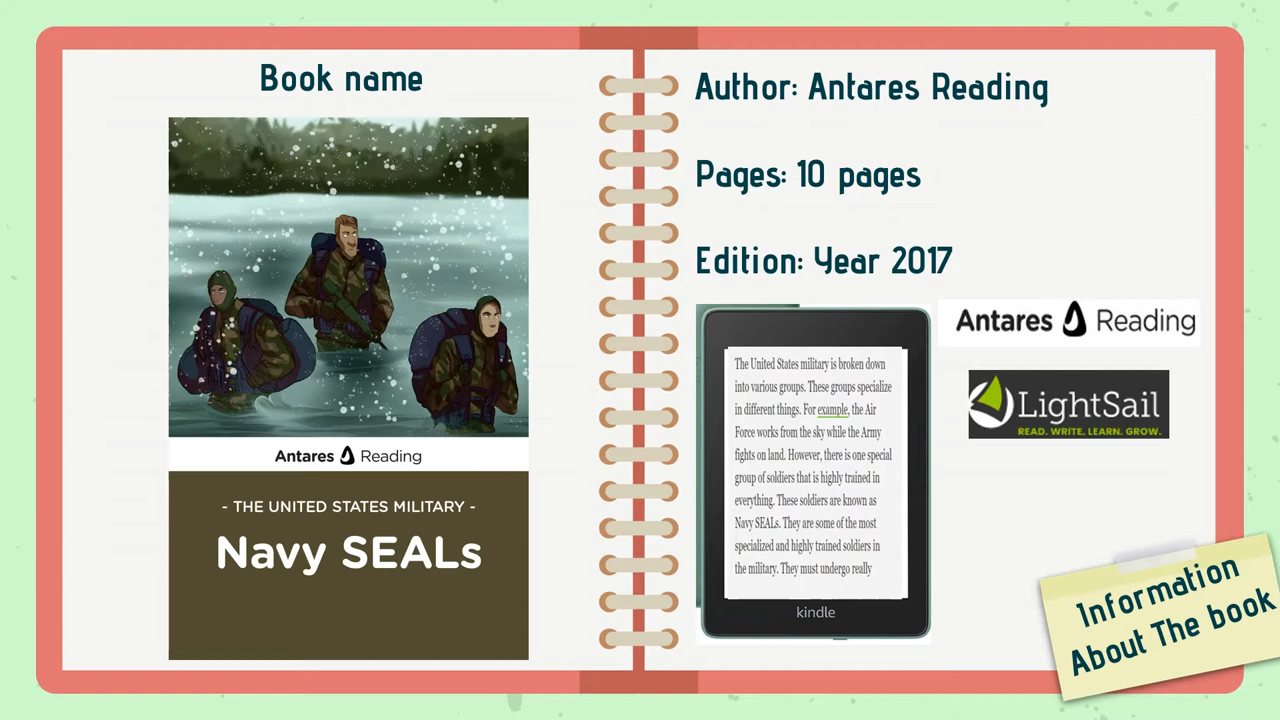 Book name
Antares Reading
- THE UNITED STATES MILITARY -
Navy SEALs
Author: Antares Reading
Pages: 10 pages
Edition: Year 2017
The United States military is broken down
into various groups. These groups specialize
in different things. For example, the Air
Force works from the sky while the Army
fights on land. However, there is one special
group of soldiers that is highly trained in
everything. These soldiers are known as
Navy SEALs. They are some of the most
specialized and highly trained soldiers in
the military. They must undergo really
kindle
Antares Reading
LightSail
READ. WRITE. LEARN. GROW.
Information
About The book